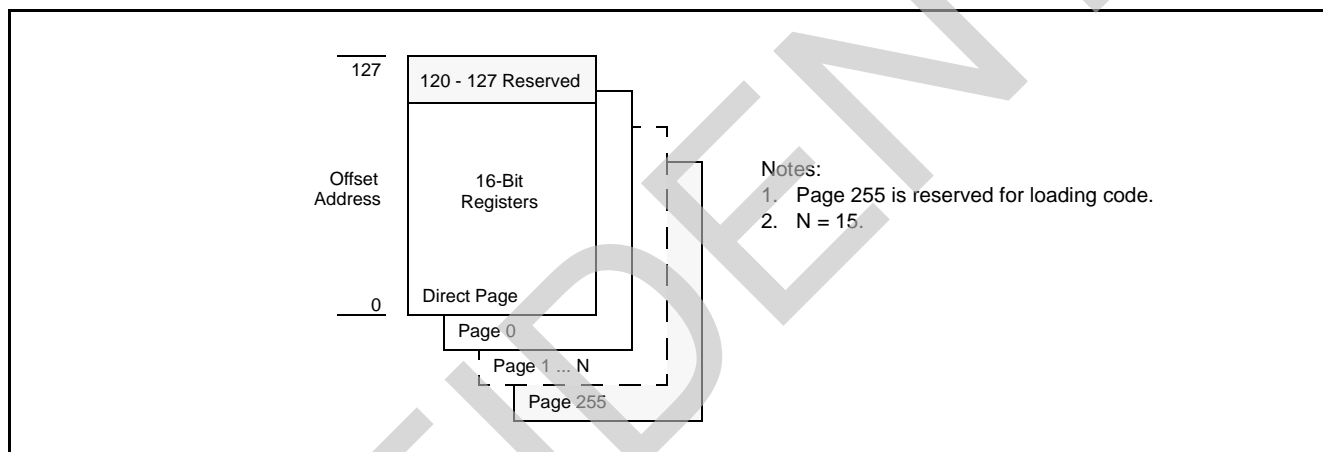 127
120 - 127 Reserved
Offset
Address
16-Bit
Registers
Notes:
1. Page 255 is reserved for loading code.
2. N = 15.
0
Direct Page
Page 0
Page 1 ... N
Page 255